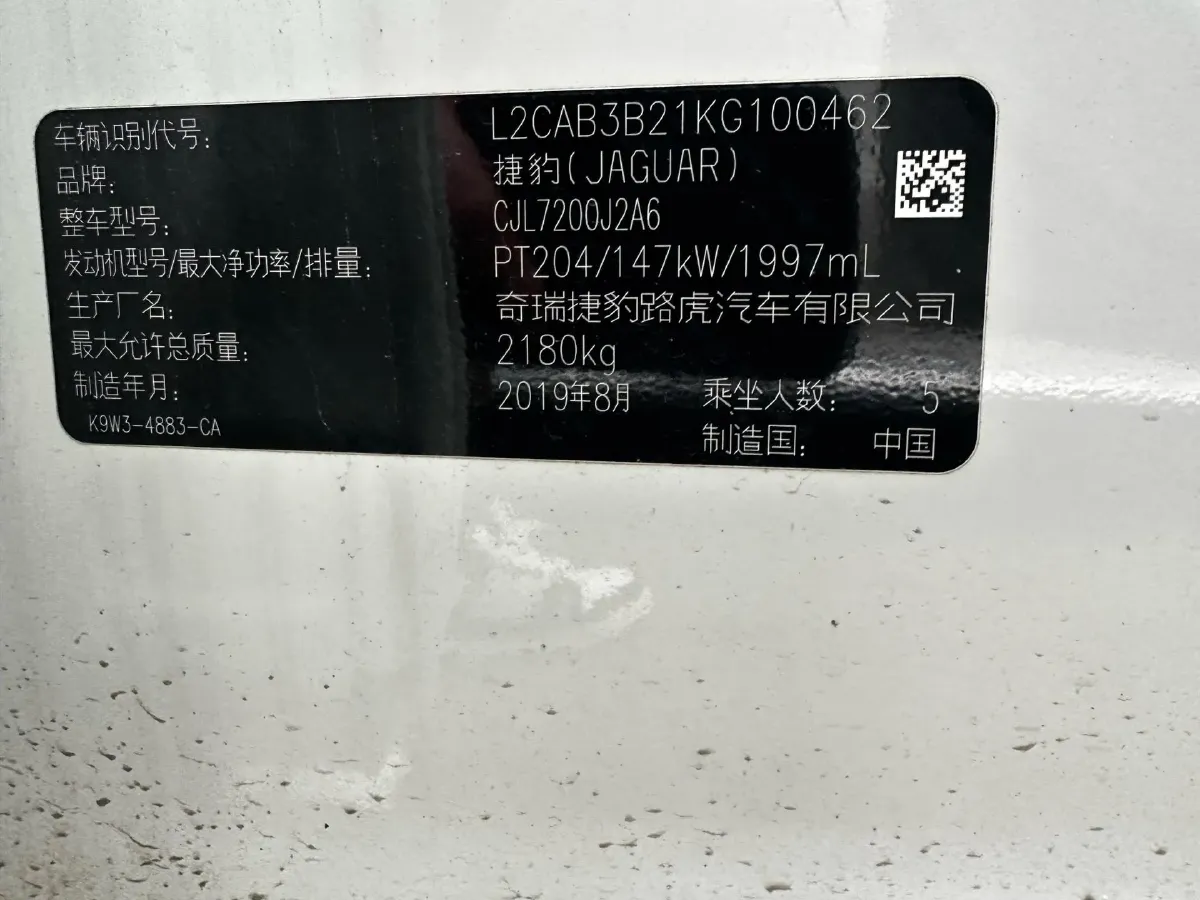 车辆识别代号: L2CAB3B21KG100462
品牌: 捷豹(JAGUAR)
整车型号: CJL7200J2A6
发动机型号/最大净功率/排量: PT204/147kW/1997mL
生产厂名: 奇瑞捷豹路虎汽车有限公司
最大允许总质量: 2180kg
制造年月: 2019年8月 乘坐人数: 5
K9W3-4883-CA 制造国: 中国